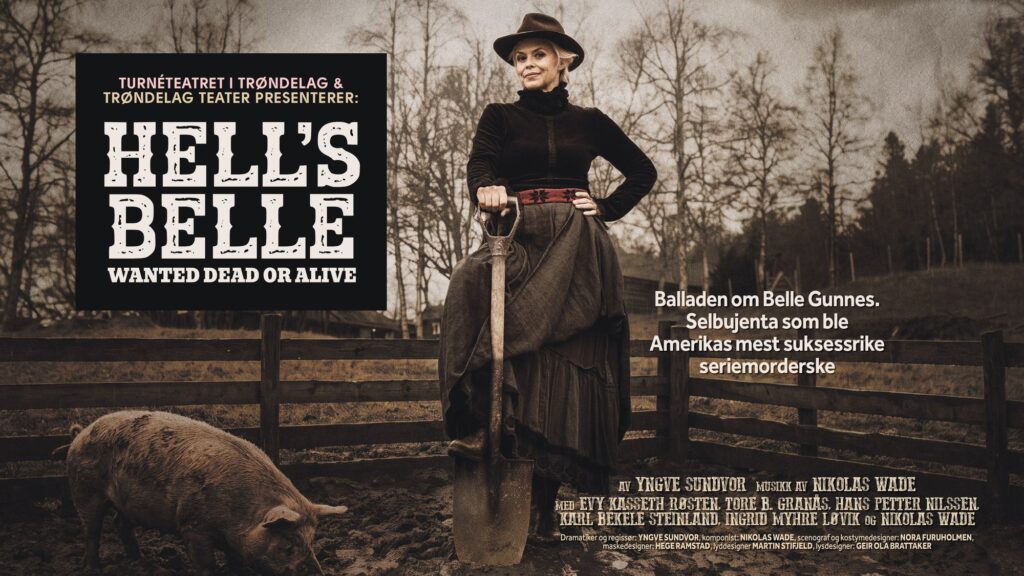 TURNÉTEATRET I TRØNDELAG &
TRØNDELAG TEATER PRESENTERER:
HELL'S
BELLE
WANTED DEAD OR ALIVE
Balladen om Belle Gunnes.
Selbujenta som ble
Amerikas mest suksessrike
seriemorderske
AV YNGVE SUNDVOR MUSIKK AV NIKOLAS WADE
MED EVY KASSETH RØSTEN, TORE B. GRANÅS, HANS PETTER NILSSEN,
KARL BEKELE STEINLAND, INGRID MYHRE LØVIK OG NIKOLAS WADE
Dramatiker og regissør: YNGVE SUNDVOR, komponist: NIKOLAS WADE, scenograf og kostymedesigner: NORA FURUHOLMEN,
maskedesigner: HEGE RAMSTAD, lyddesigner MARTIN STIFJELD, lysdesigner: GEIR OLA BRATTAKER